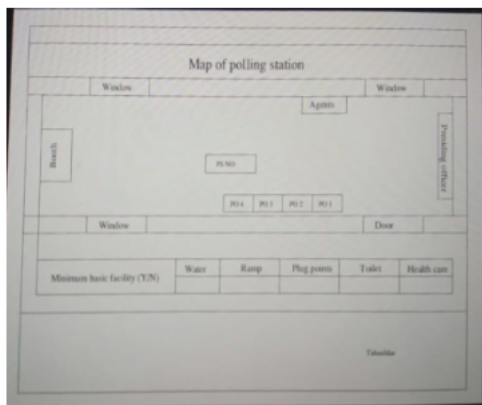 Map of polling station
Window Window
Agents
Booth
Presiding officer
PS NO
PO 4 PO 3 PO 2 PO 1
Window Door
Minimum basic facility (Y/N) Water Ramp Plug points Toilet Health care
Tahsildar